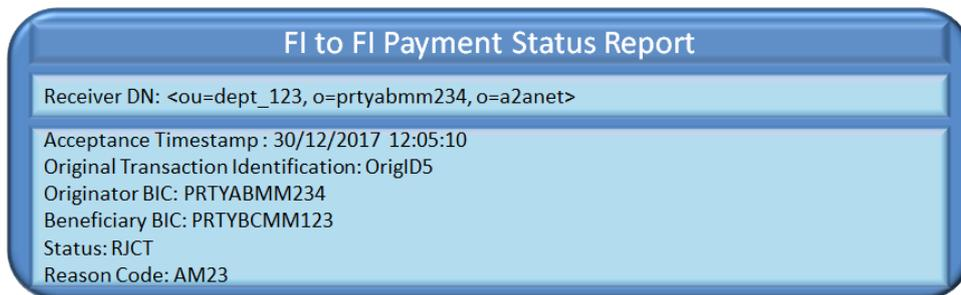 FI to FI Payment Status Report
Receiver DN: <ou=dept_123, o=prtyabmm234, o=a2anet>
Acceptance Timestamp : 30/12/2017 12:05:10
Original Transaction Identification: OrigID5
Originator BIC: PRTYABMM234
Beneficiary BIC: PRTYBCMM123
Status: RJCT
Reason Code: AM23